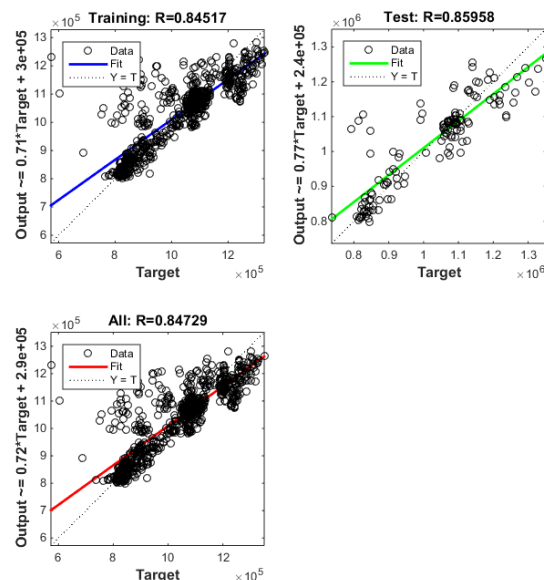 Training: R=0.84517
×10^5
Output ~= 0.71*Target + 3e+05
13
12
11
10
9
8
7
6
Data
Fit
Y = T
6 8 10 12
Target
×10^5
Test: R=0.85958
×10^6
Output ~= 0.77*Target + 2.4e+05
1.3
1.2
1.1
1
0.9
0.8
Data
Fit
Y = T
0.8 0.9 1 1.1 1.2 1.3
Target
×10^6
All: R=0.84729
×10^5
Output ~= 0.72*Target + 2.9e+05
13
12
11
10
9
8
7
6
Data
Fit
Y = T
6 8 10 12
Target
×10^5